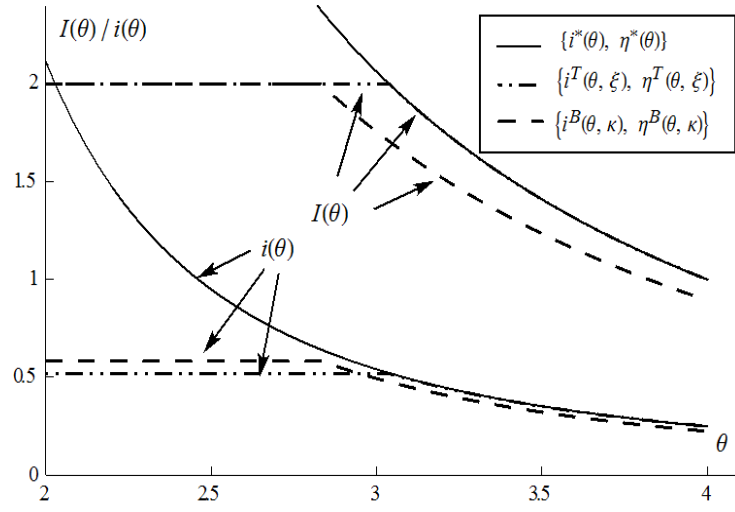 I(θ) / i(θ)
{i*(θ), η*(θ)}
{i^T(θ, ξ), η^T(θ, ξ)}
{i^B(θ, κ), η^B(θ, κ)}
2
1.5
I(θ)
i(θ)
1
0.5
θ
0
2 2.5 3 3.5 4